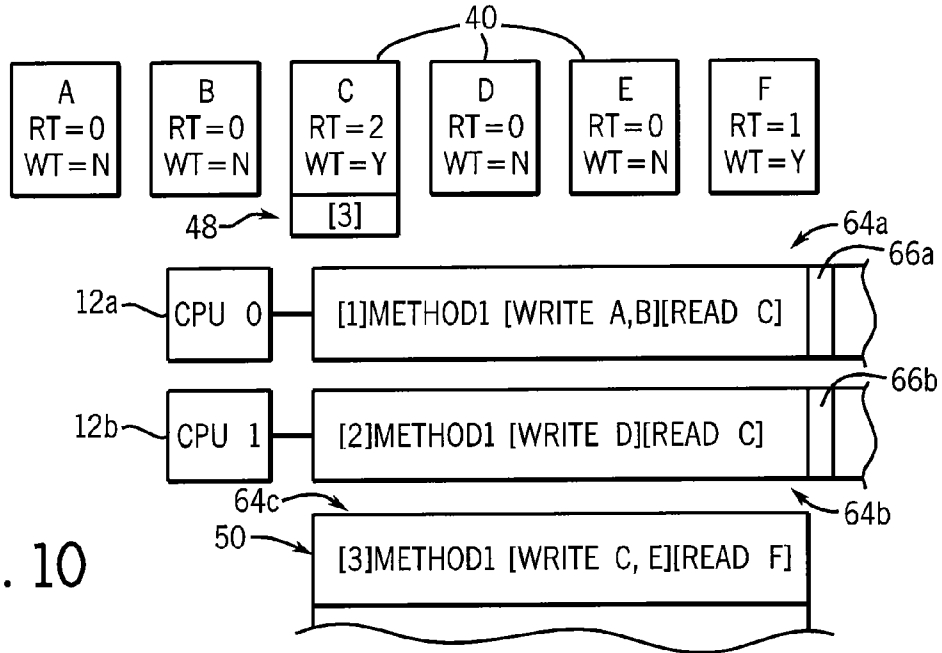 40
A
RT=0
WT=N
B
RT=0
WT=N
C
RT=2
WT=Y
[3]
D
RT=0
WT=N
E
RT=0
WT=N
F
RT=1
WT=Y
48
64a
66a
12a
CPU 0
[1]METHOD1 [WRITE A,B][READ C]
66b
12b
CPU 1
[2]METHOD1 [WRITE D][READ C]
64c
64b
50
[3]METHOD1 [WRITE C, E][READ F]
. 10